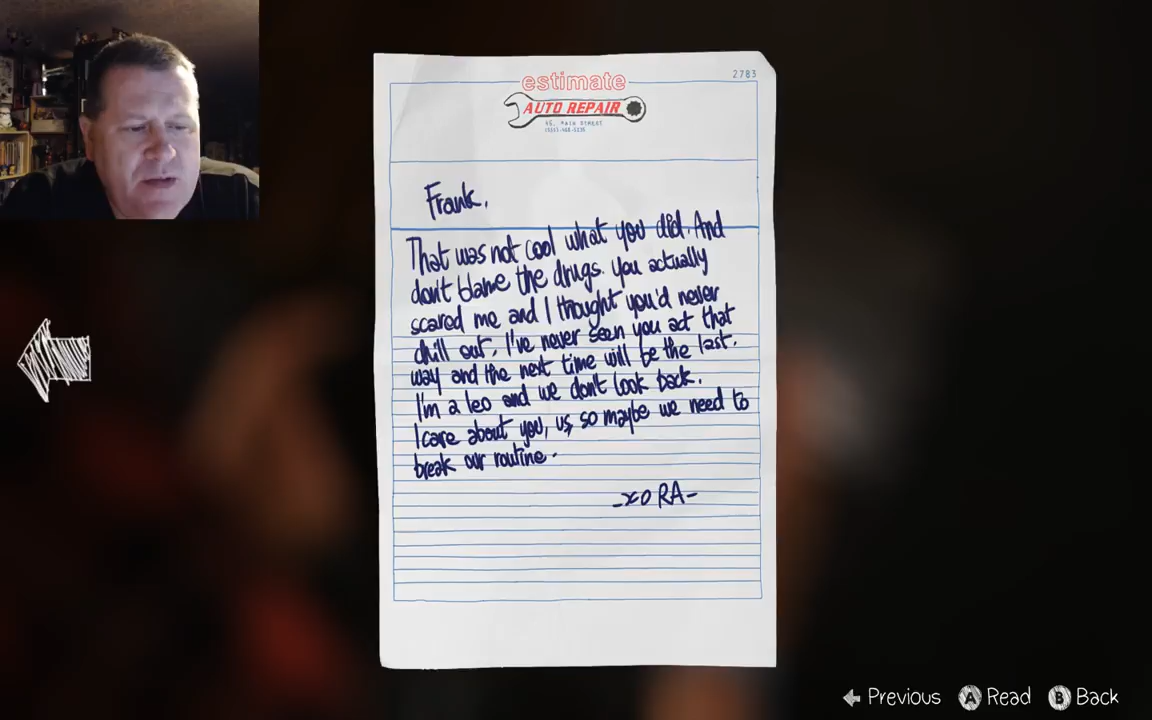 2783
estimate
AUTO REPAIR
Frank,
That was not cool what you did. And
don't blame the drugs. You actually
scared me and I thought you'd never
chill out. I've never seen you act that
way and the next time will be the last.
I'm a leo and we don't look back.
I care about you, us, so maybe we need to
break our routine.
-xo RA-
Previous A Read B Back